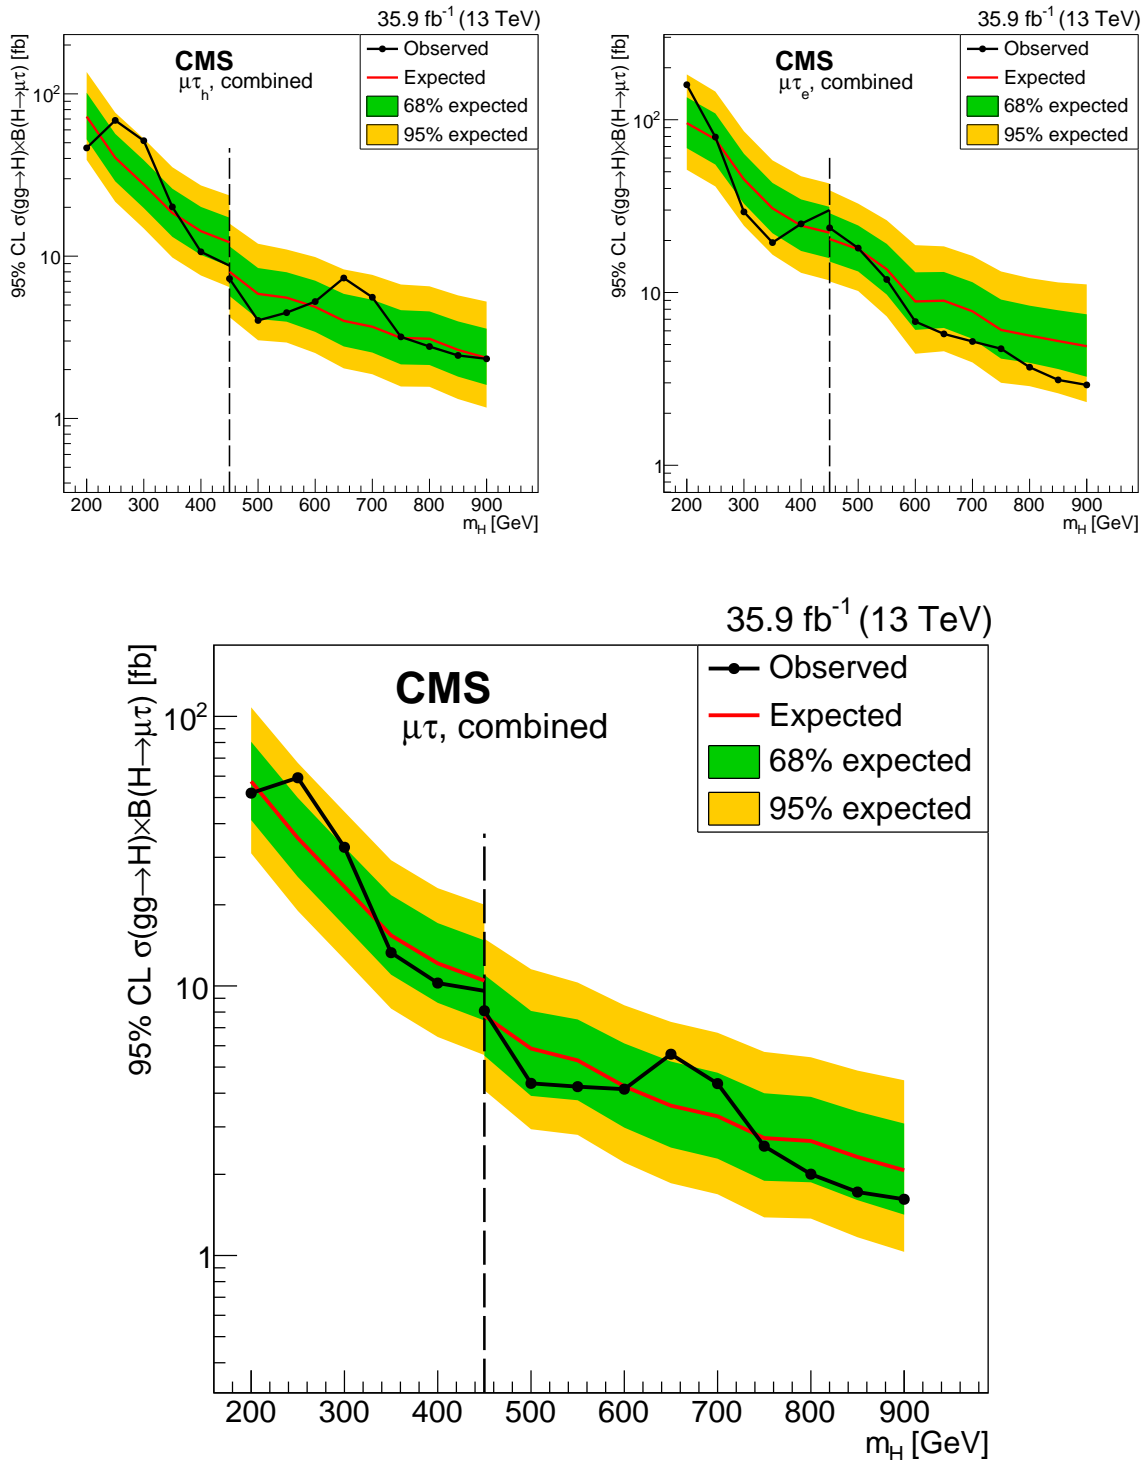 35.9 fb⁻¹ (13 TeV)
95% CL σ(gg→H)×B(H→μτ) [fb]
CMS
μτₕ, combined
Observed
Expected
68% expected
95% expected
10²
10
1
200 300 400 500 600 700 800 900
m_H [GeV]
35.9 fb⁻¹ (13 TeV)
95% CL σ(gg→H)×B(H→μτ) [fb]
CMS
μτₑ, combined
Observed
Expected
68% expected
95% expected
10²
10
1
200 300 400 500 600 700 800 900
m_H [GeV]
35.9 fb⁻¹ (13 TeV)
95% CL σ(gg→H)×B(H→μτ) [fb]
CMS
μτ, combined
Observed
Expected
68% expected
95% expected
10²
10
1
200 300 400 500 600 700 800 900
m_H [GeV]